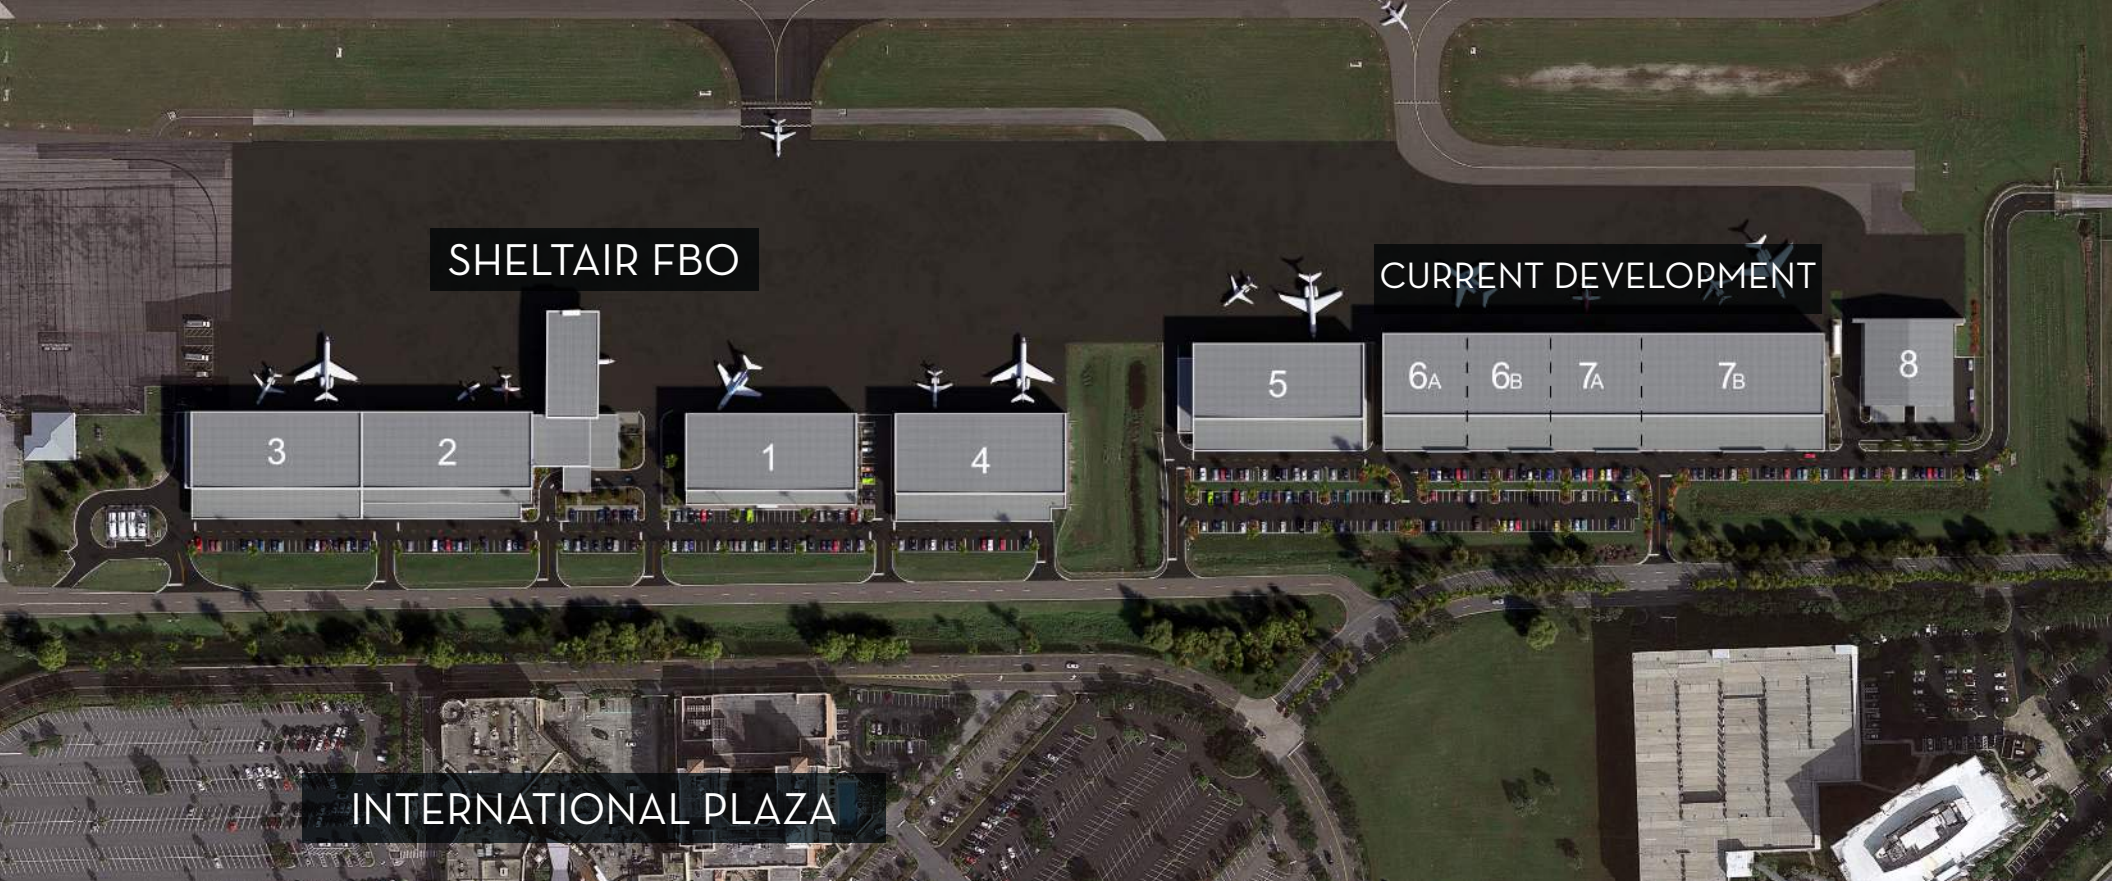 SHELTAIR FBO
CURRENT DEVELOPMENT
3
2
1
4
5
6A
6B
7A
7B
8
INTERNATIONAL PLAZA